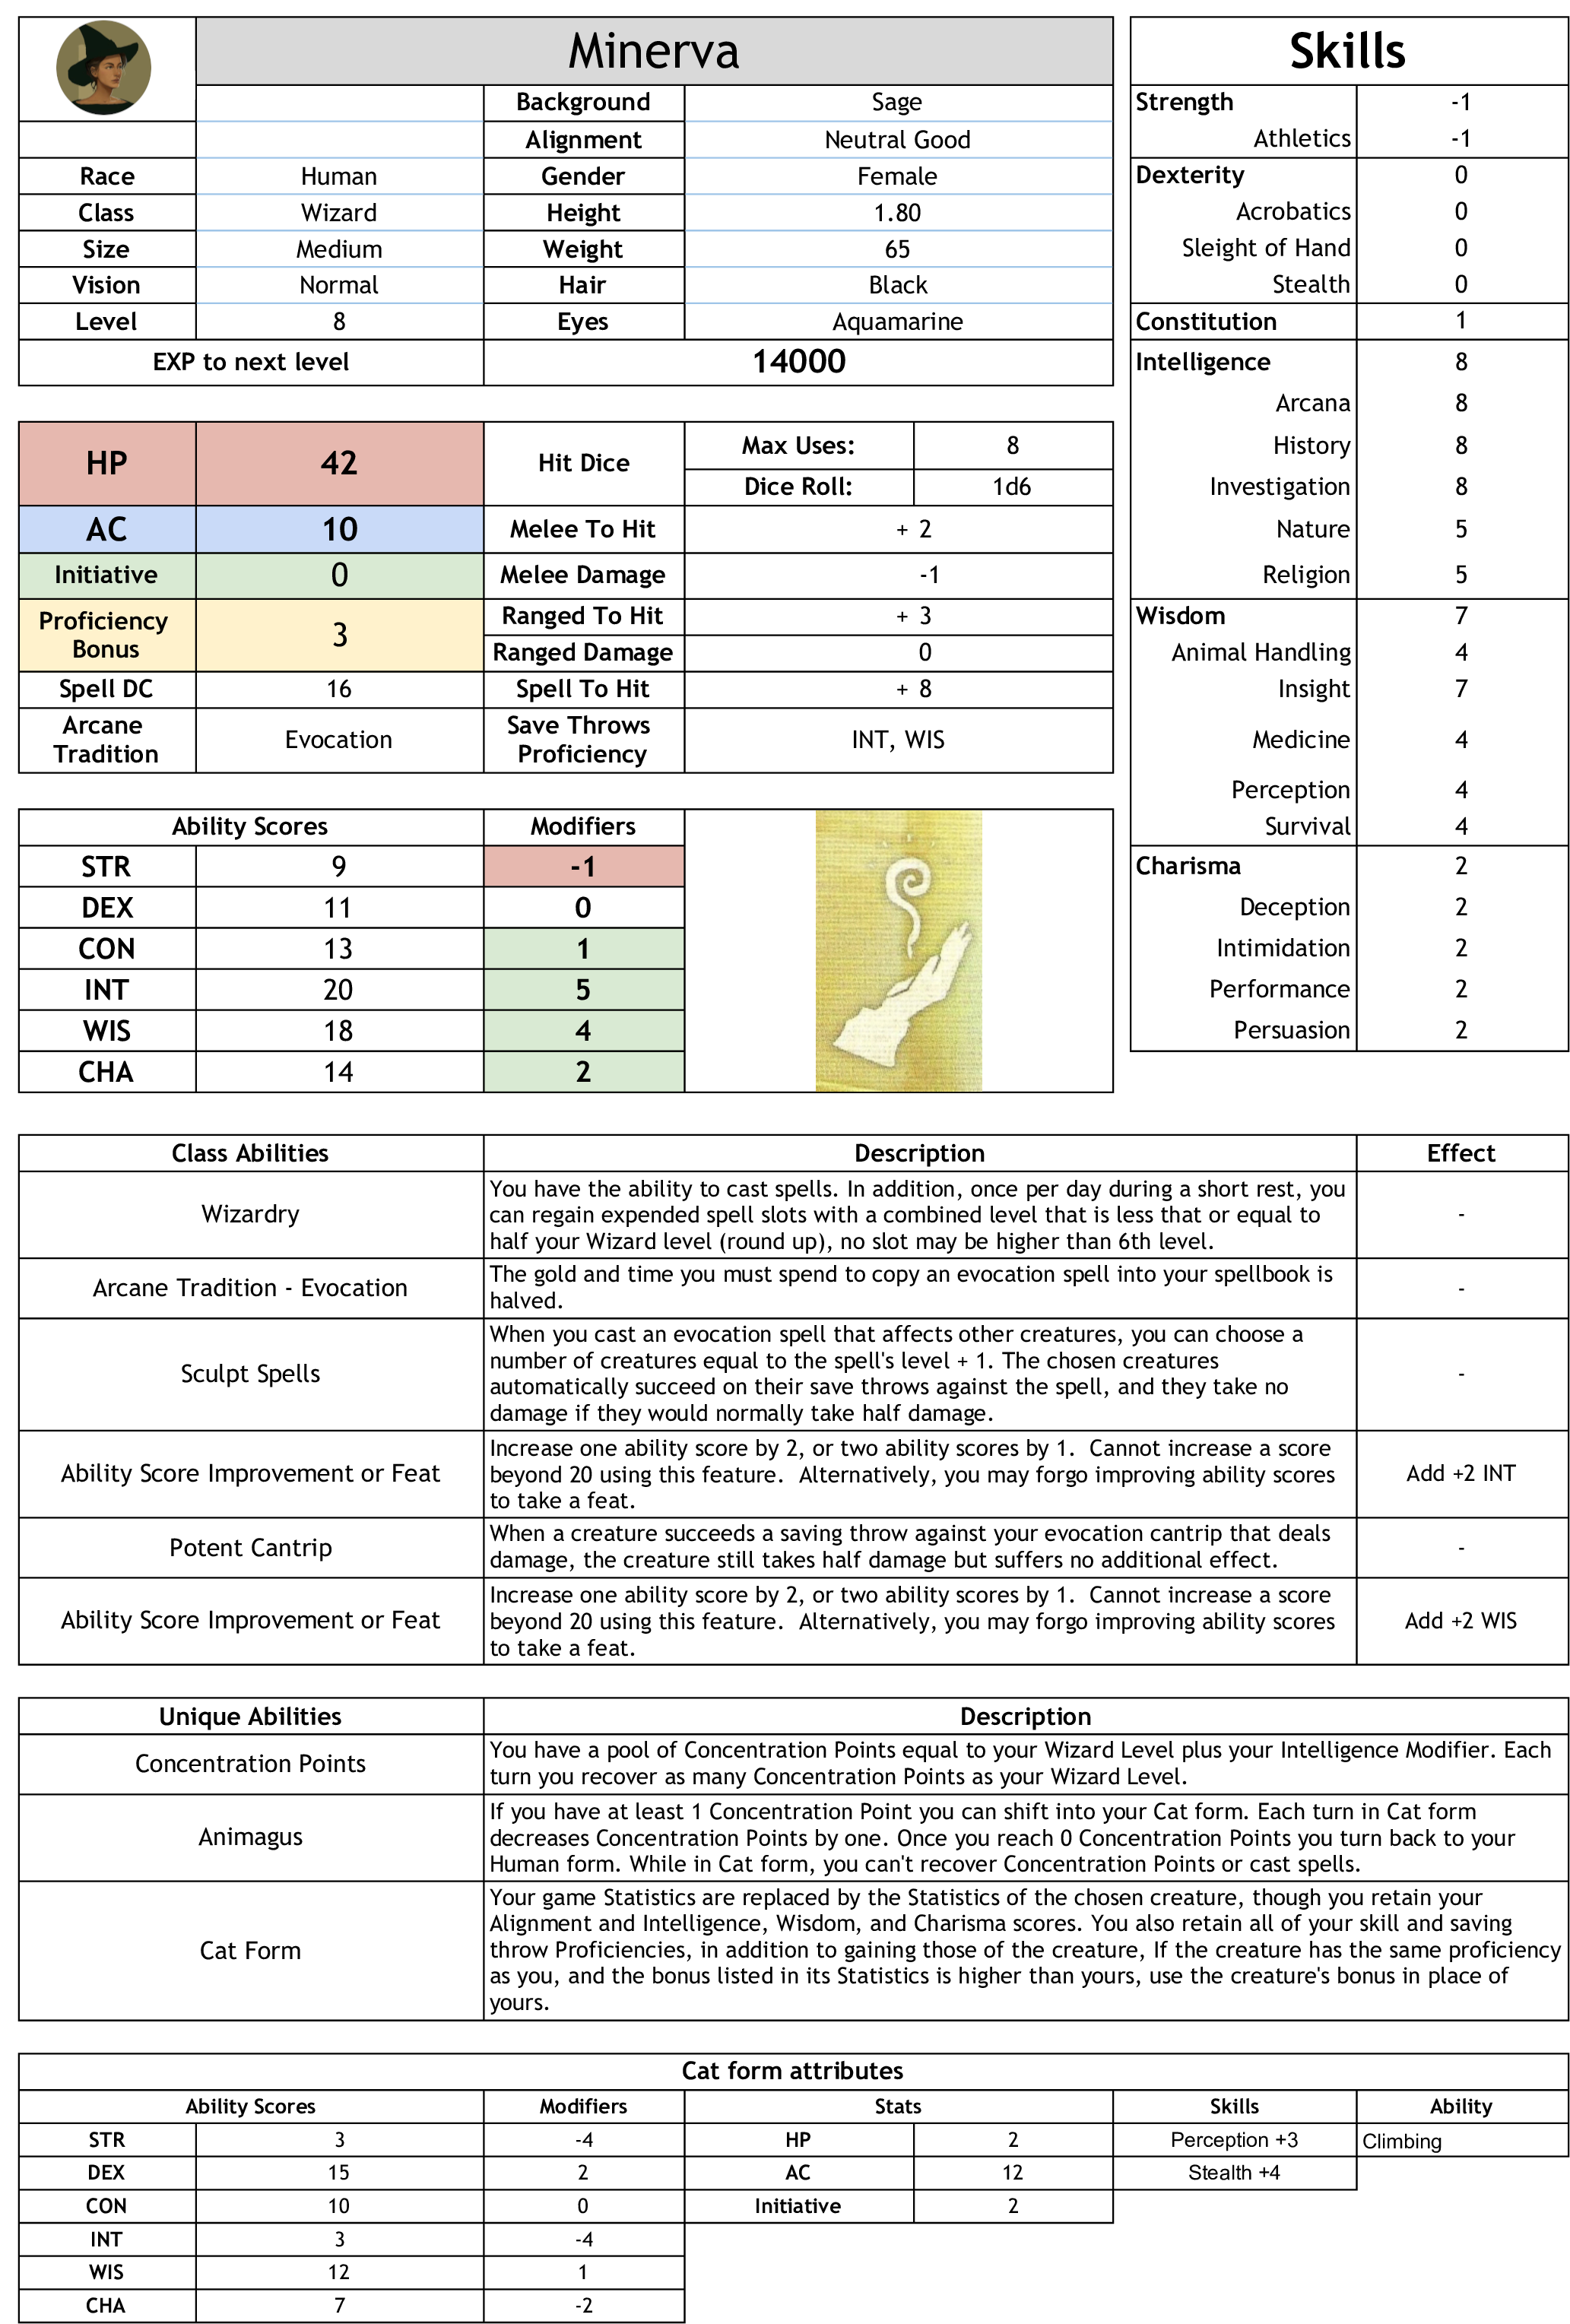 Minerva
Background Sage
Alignment Neutral Good
Race Human Gender Female
Class Wizard Height 1.80
Size Medium Weight 65
Vision Normal Hair Black
Level 8 Eyes Aquamarine
EXP to next level 14000
HP 42 Hit Dice Max Uses: 8
Dice Roll: 1d6
AC 10 Melee To Hit + 2
Initiative 0 Melee Damage -1
Proficiency
Bonus
3
Ranged To Hit + 3
Ranged Damage 0
Spell DC 16 Spell To Hit + 8
Arcane
Tradition
Evocation
Save Throws
Proficiency
INT, WIS
Ability Scores Modifiers
STR 9 -1
DEX 11 0
CON 13 1
INT 20 5
WIS 18 4
CHA 14 2
Skills
Strength -1
Athletics -1
Dexterity 0
Acrobatics 0
Sleight of Hand 0
Stealth 0
Constitution 1
Intelligence 8
Arcana 8
History 8
Investigation 8
Nature 5
Religion 5
Wisdom 7
Animal Handling 4
Insight 7
Medicine 4
Perception 4
Survival 4
Charisma 2
Deception 2
Intimidation 2
Performance 2
Persuasion 2
Class Abilities Description Effect
Wizardry
You have the ability to cast spells. In addition, once per day during a short rest, you
can regain expended spell slots with a combined level that is less that or equal to
half your Wizard level (round up), no slot may be higher than 6th level.
-
Arcane Tradition - Evocation
The gold and time you must spend to copy an evocation spell into your spellbook is
halved.
-
Sculpt Spells
When you cast an evocation spell that affects other creatures, you can choose a
number of creatures equal to the spell's level + 1. The chosen creatures
automatically succeed on their save throws against the spell, and they take no
damage if they would normally take half damage.
-
Ability Score Improvement or Feat
Increase one ability score by 2, or two ability scores by 1.  Cannot increase a score
beyond 20 using this feature.  Alternatively, you may forgo improving ability scores
to take a feat.
Add +2 INT
Potent Cantrip
When a creature succeeds a saving throw against your evocation cantrip that deals
damage, the creature still takes half damage but suffers no additional effect.
-
Ability Score Improvement or Feat
Increase one ability score by 2, or two ability scores by 1.  Cannot increase a score
beyond 20 using this feature.  Alternatively, you may forgo improving ability scores
to take a feat.
Add +2 WIS
Unique Abilities Description
Concentration Points
You have a pool of Concentration Points equal to your Wizard Level plus your Intelligence Modifier. Each
turn you recover as many Concentration Points as your Wizard Level.
Animagus
If you have at least 1 Concentration Point you can shift into your Cat form. Each turn in Cat form
decreases Concentration Points by one. Once you reach 0 Concentration Points you turn back to your
Human form. While in Cat form, you can't recover Concentration Points or cast spells.
Cat Form
Your game Statistics are replaced by the Statistics of the chosen creature, though you retain your
Alignment and Intelligence, Wisdom, and Charisma scores. You also retain all of your skill and saving
throw Proficiencies, in addition to gaining those of the creature, If the creature has the same proficiency
as you, and the bonus listed in its Statistics is higher than yours, use the creature's bonus in place of
yours.
Cat form attributes
Ability Scores Modifiers Stats Skills Ability
STR 3 -4 HP 2 Perception +3 Climbing
DEX 15 2 AC 12 Stealth +4
CON 10 0 Initiative 2
INT 3 -4
WIS 12 1
CHA 7 -2